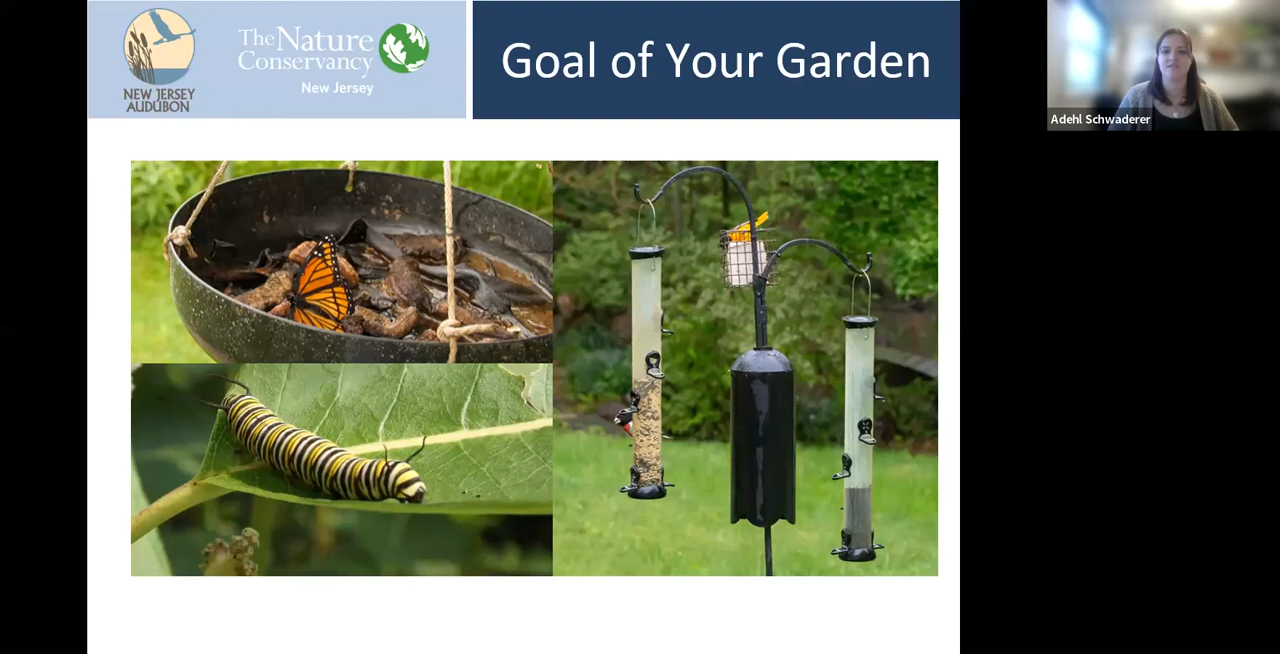 NEW JERSEY
AUDUBON
The Nature
Conservancy
New Jersey
Goal of Your Garden
Adehl Schwaderer